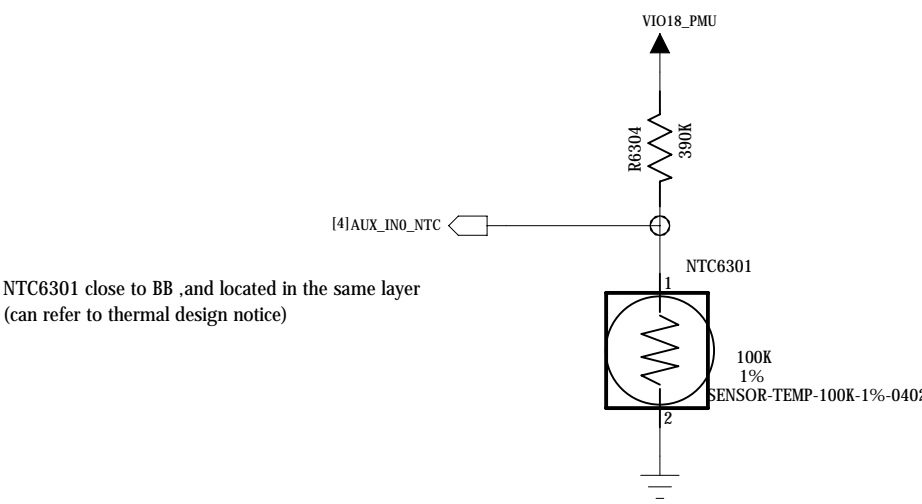 VIO18_PMU
R6304
390K
[4]AUX_IN0_NTC
NTC6301
NTC6301 close to BB ,and located in the same layer
(can refer to thermal design notice)
1
100K
1%
SENSOR-TEMP-100K-1%-0402
2